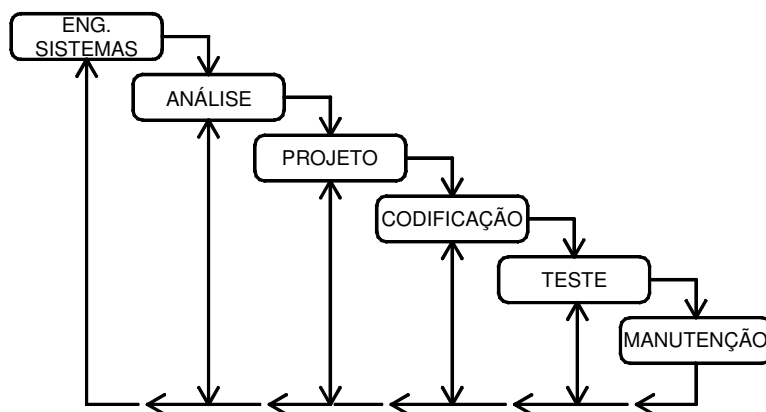 ENG.
SISTEMAS
ANÁLISE
PROJETO
CODIFICAÇÃO
TESTE
MANUTENÇÃO